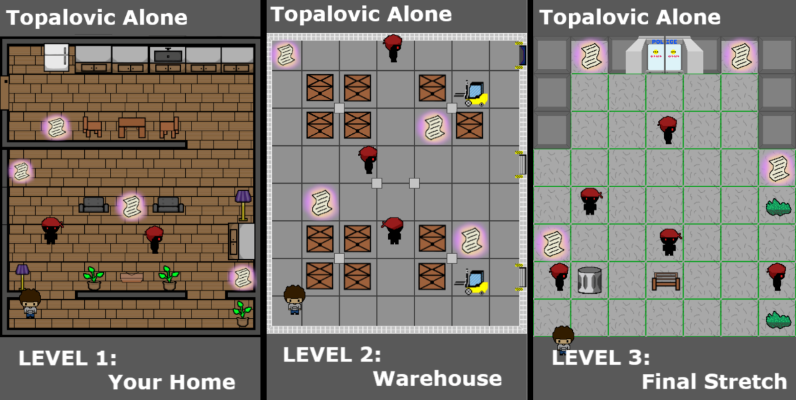 Topalovic Alone
LEVEL 1:
Your Home
Topalovic Alone
LEVEL 2:
Warehouse
Topalovic Alone
POLICE
LEVEL 3:
Final Stretch